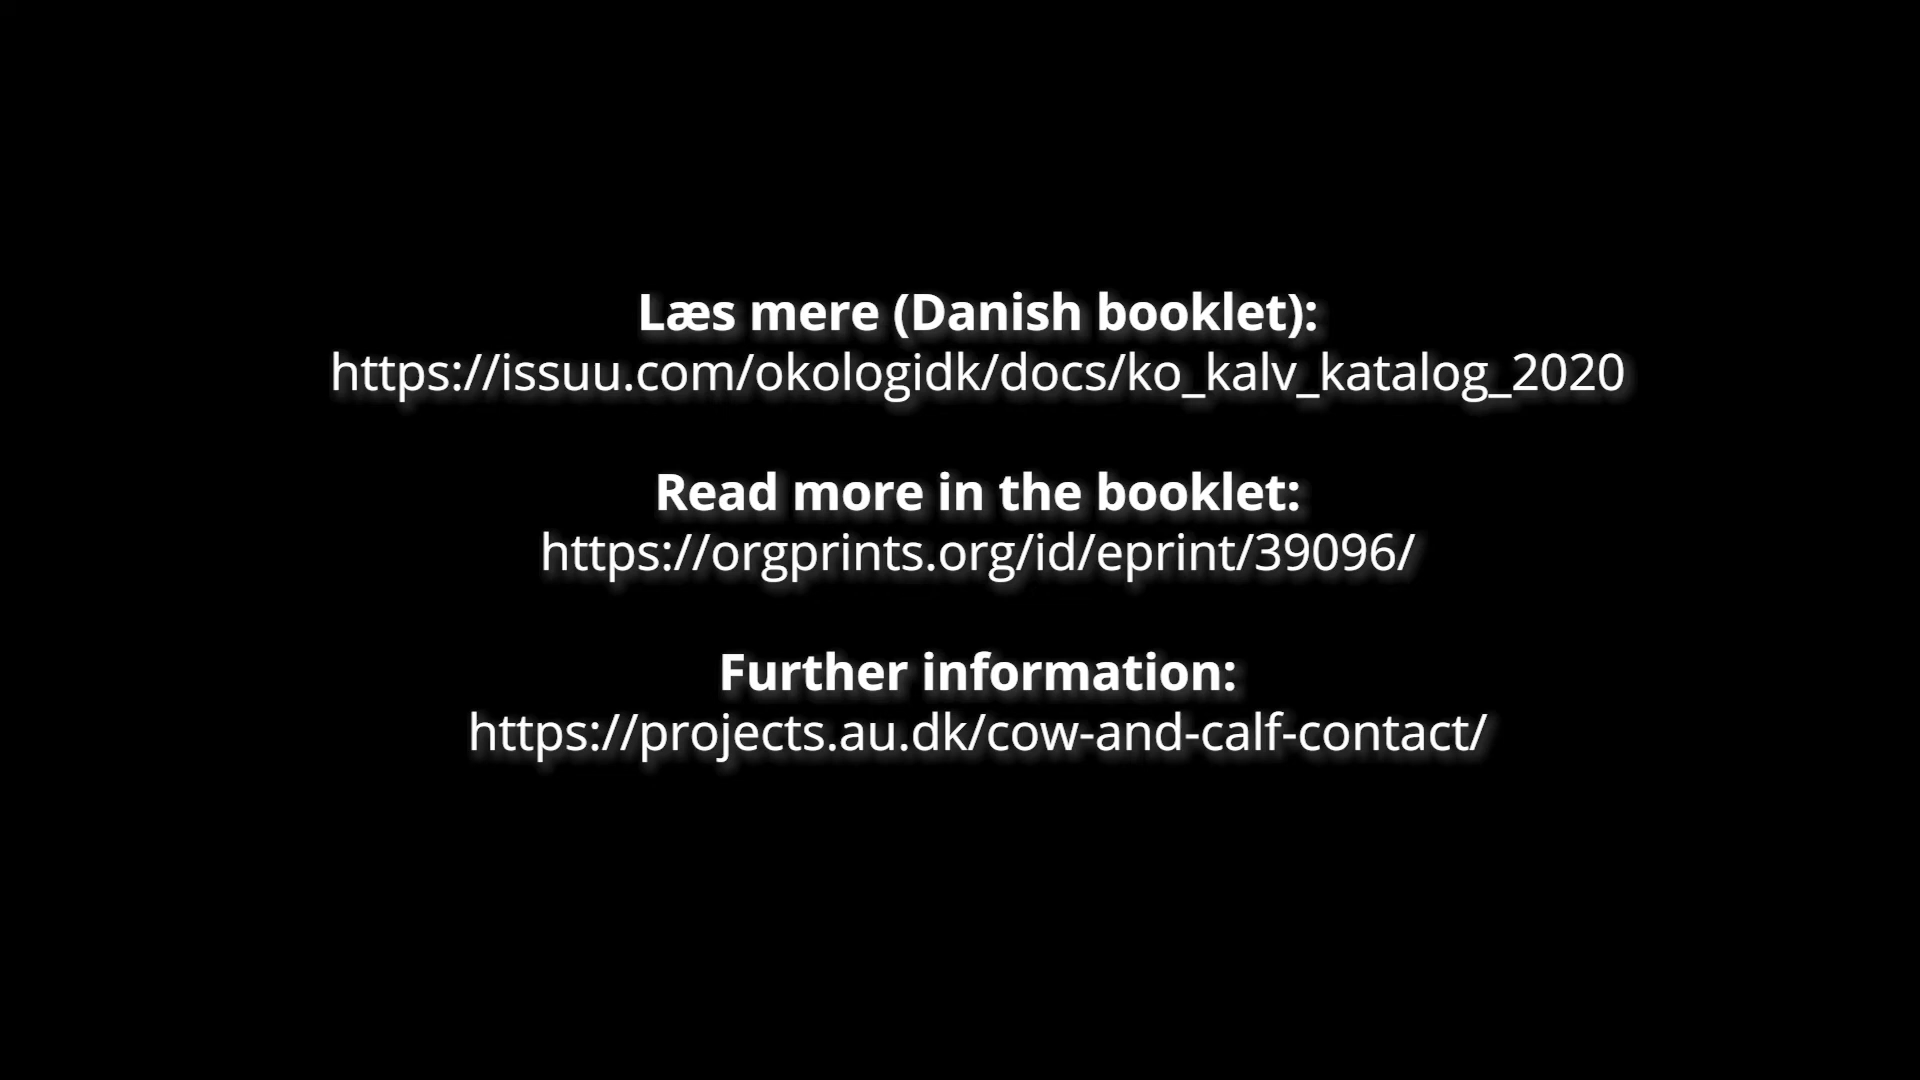 Læs mere (Danish booklet):
https://issuu.com/okologidk/docs/ko_kalv_katalog_2020
Read more in the booklet:
https://orgprints.org/id/eprint/39096/
Further information:
https://projects.au.dk/cow-and-calf-contact/